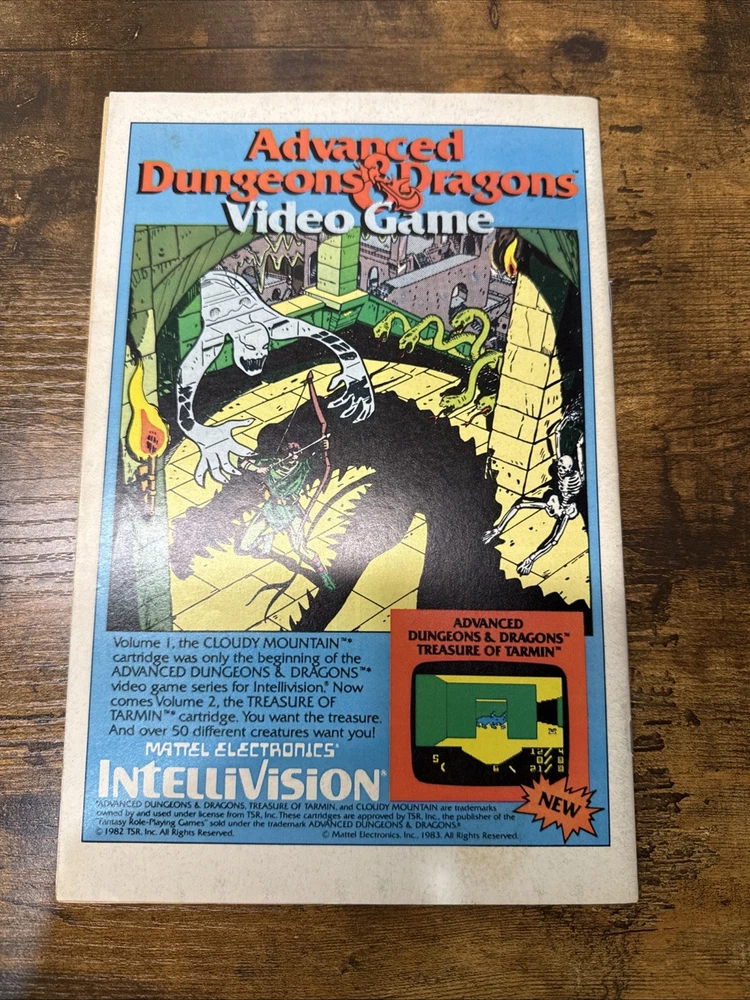 Advanced
Dungeons & Dragons™
Video Game
Volume 1, the CLOUDY MOUNTAIN™*
cartridge was only the beginning of the
ADVANCED DUNGEONS & DRAGONS™*
video game series for Intellivision.® Now
comes Volume 2, the TREASURE OF
TARMIN™* cartridge. You want the treasure.
And over 50 different creatures want you!
MATTEL ELECTRONICS®
INTELLIVISION®
ADVANCED
DUNGEONS & DRAGONS™
TREASURE OF TARMIN™
NEW
*ADVANCED DUNGEONS & DRAGONS, TREASURE OF TARMIN, and CLOUDY MOUNTAIN are trademarks
owned by and used under license from TSR, Inc. These cartridges are approved by TSR, Inc., the publisher of the
"Fantasy Role-Playing Games" sold under the trademark ADVANCED DUNGEONS & DRAGONS.®
© 1982 TSR, Inc. All Rights Reserved.
© Mattel Electronics, Inc., 1983. All Rights Reserved.